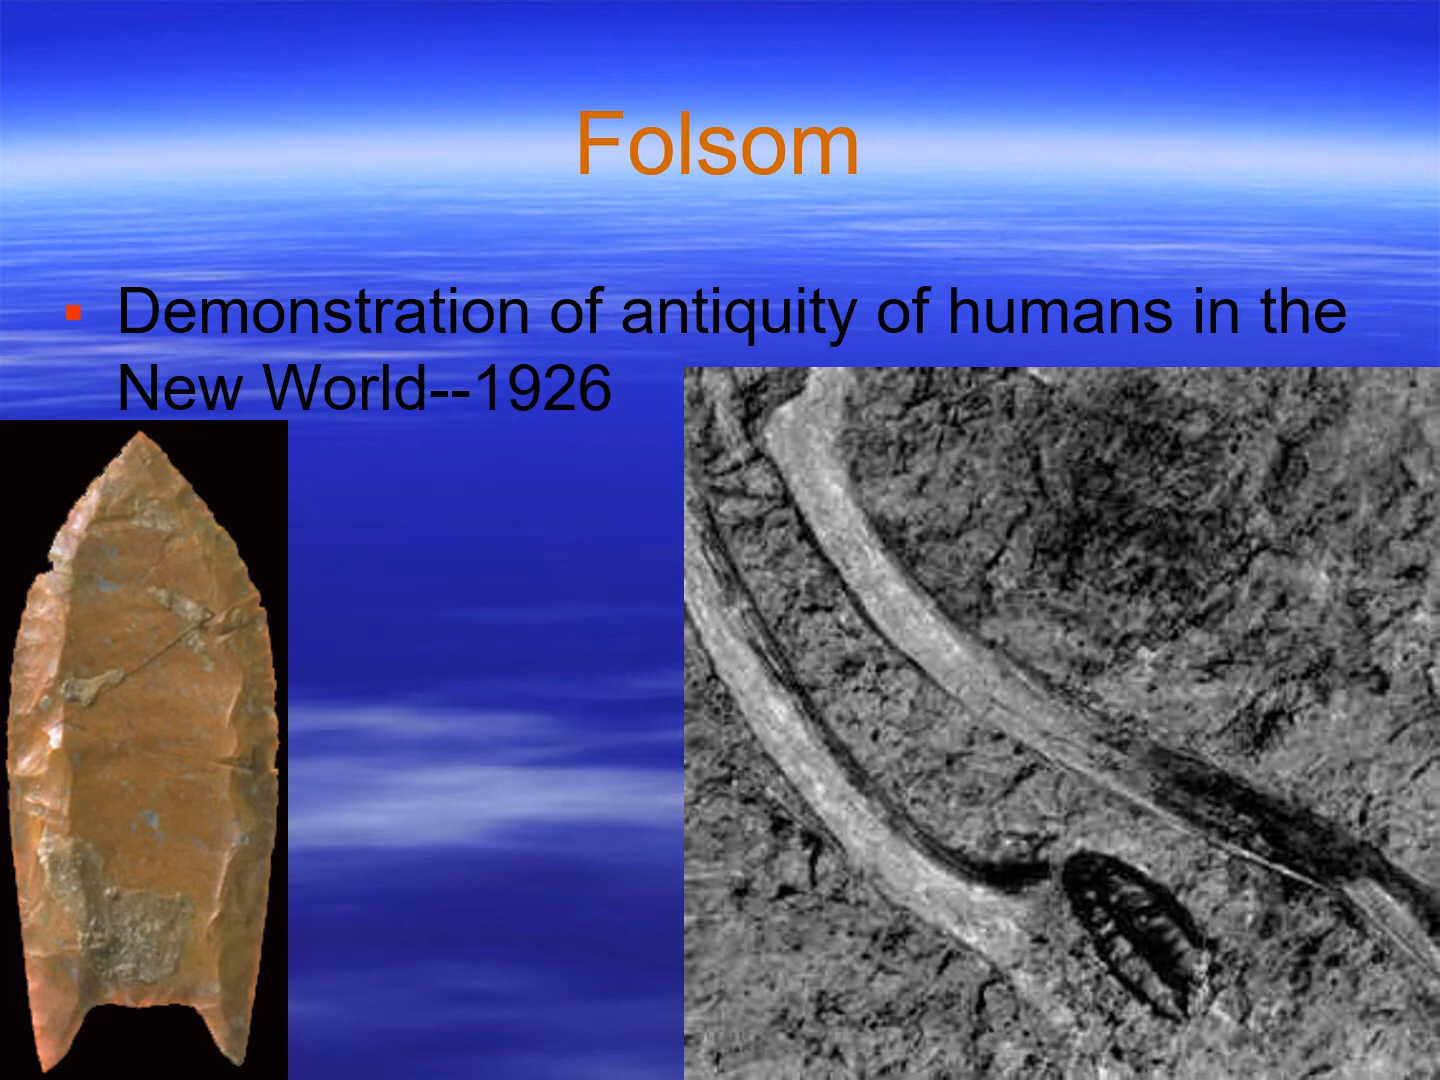 Folsom
▪ Demonstration of antiquity of humans in the
New World--1926